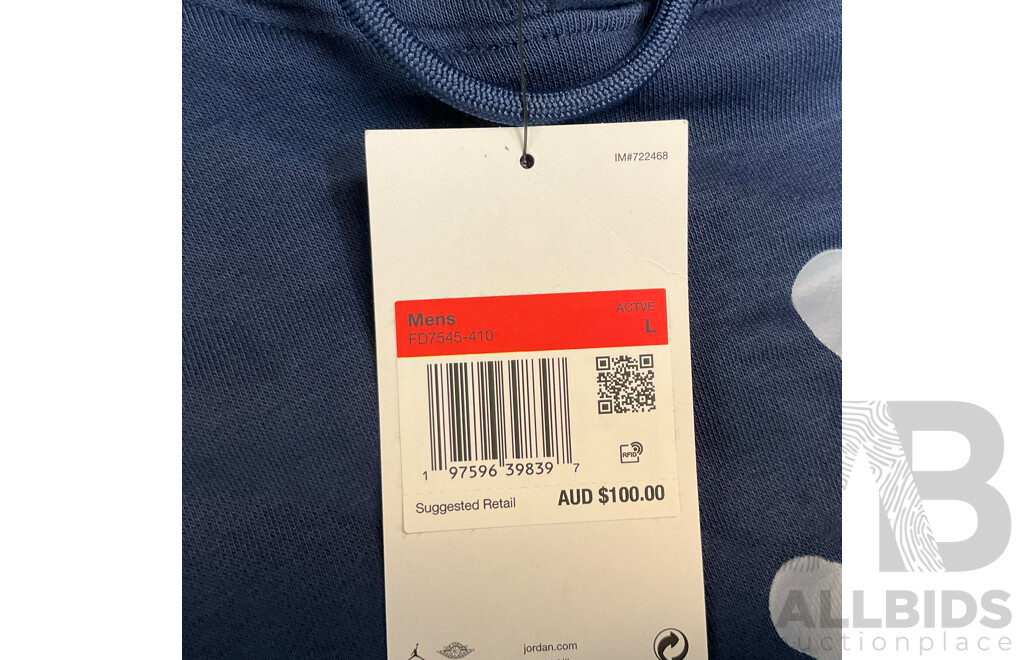 IM#722468
Mens ACTVE
FD7545-410 L
RFID
1 97596 39839 7
Suggested Retail AUD $100.00
jordan.com
AB
ALLBIDS
auctionplace